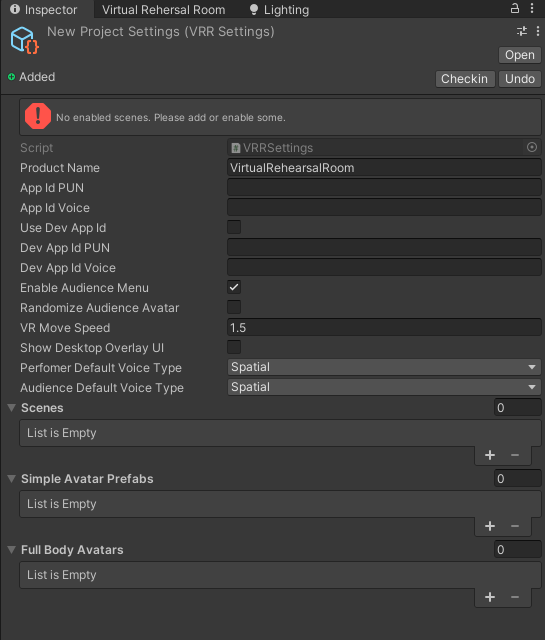 Inspector Virtual Rehersal Room Lighting
New Project Settings (VRR Settings)
Open
Added Checkin Undo
No enabled scenes. Please add or enable some.
Script VRRSettings
Product Name VirtualRehearsalRoom
App Id PUN
App Id Voice
Use Dev App Id
Dev App Id PUN
Dev App Id Voice
Enable Audience Menu
Randomize Audience Avatar
VR Move Speed 1.5
Show Desktop Overlay UI
Perfomer Default Voice Type Spatial
Audience Default Voice Type Spatial
Scenes 0
List is Empty
+ −
Simple Avatar Prefabs 0
List is Empty
+ −
Full Body Avatars 0
List is Empty
+ −